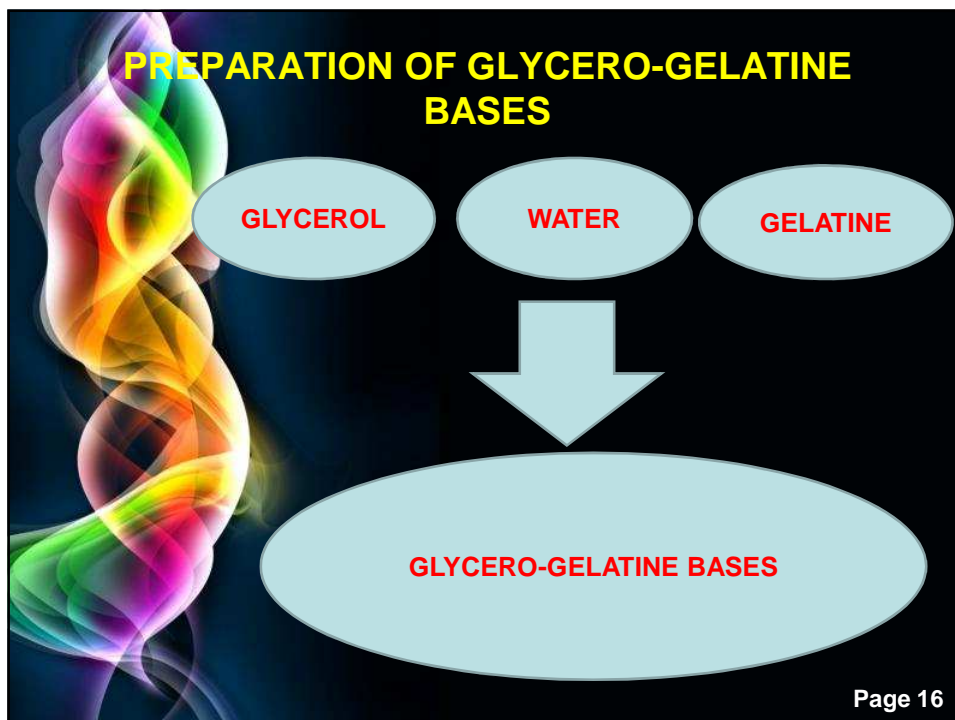 PREPARATION OF GLYCERO-GELATINE
BASES
GLYCEROL
WATER
GELATINE
GLYCERO-GELATINE BASES
Page 16